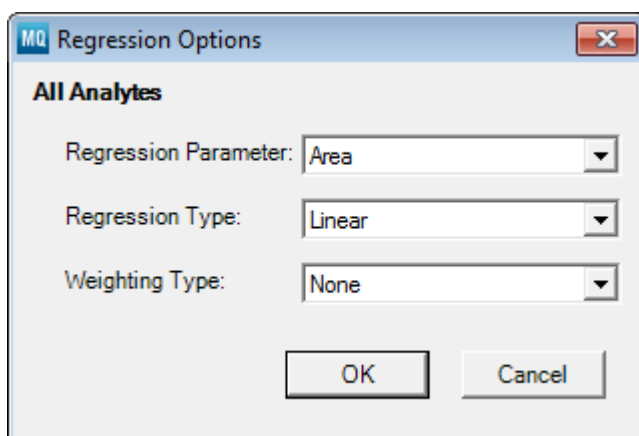 MQ Regression Options
All Analytes
Regression Parameter: Area
Regression Type: Linear
Weighting Type: None
OK Cancel